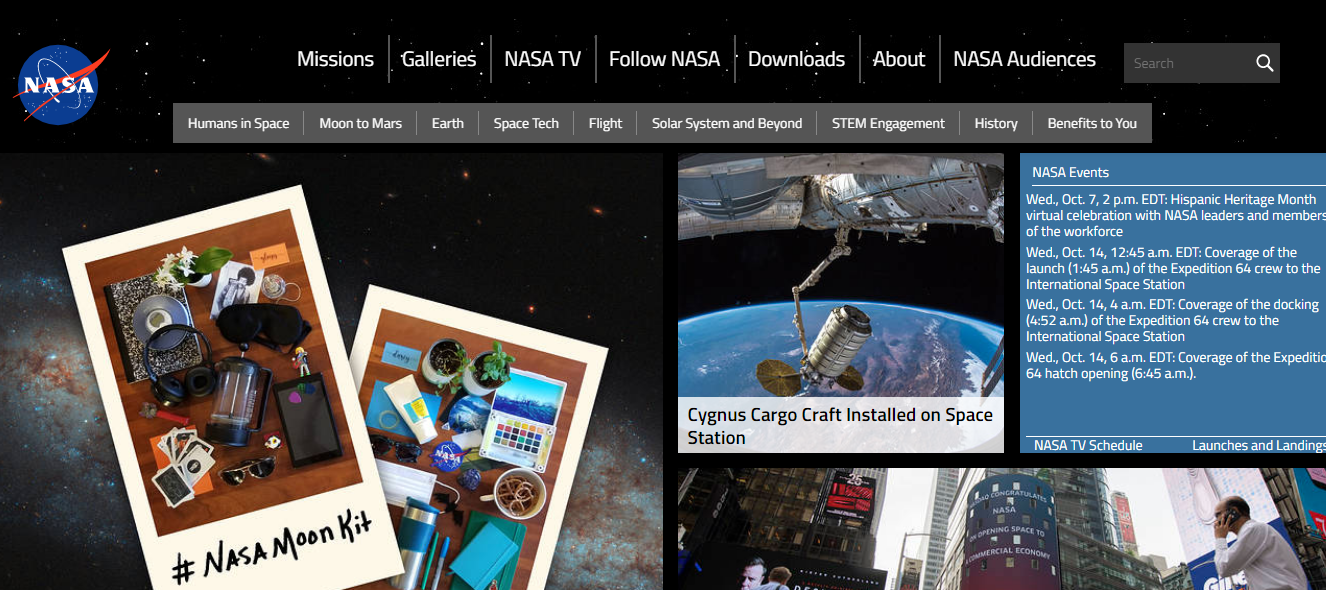 NASA
Missions
Galleries
NASA TV
Follow NASA
Downloads
About
NASA Audiences
Search
Humans in Space
Moon to Mars
Earth
Space Tech
Flight
Solar System and Beyond
STEM Engagement
History
Benefits to You
# NASA Moon Kit
NASA
Cygnus Cargo Craft Installed on Space
Station
NASA Events
Wed., Oct. 7, 2 p.m. EDT: Hispanic Heritage Month
virtual celebration with NASA leaders and members
of the workforce
Wed., Oct. 14, 12:45 a.m. EDT: Coverage of the
launch (1:45 a.m.) of the Expedition 64 crew to the
International Space Station
Wed., Oct. 14, 4 a.m. EDT: Coverage of the docking
(4:52 a.m.) of the Expedition 64 crew to the
International Space Station
Wed., Oct. 14, 6 a.m. EDT: Coverage of the Expeditio
64 hatch opening (6:45 a.m.).
NASA TV Schedule
Launches and Landings
25
CONGRATULATES
NASA
ON OPENING SPACE TO
COMMERCIAL ECONOMY